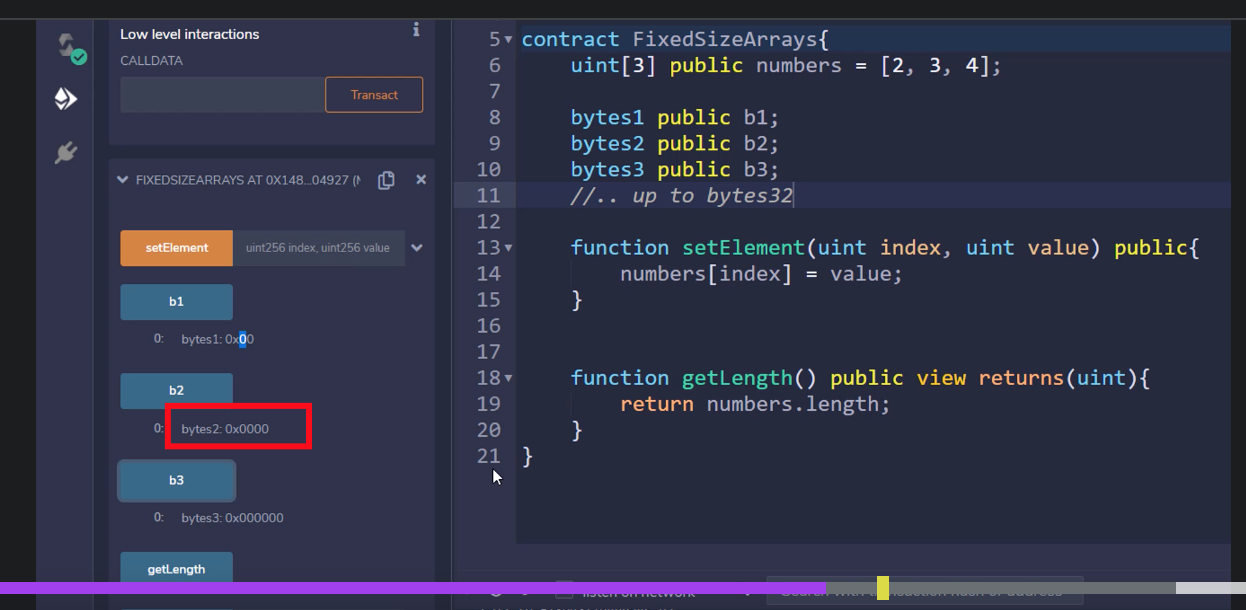 Low level interactions
CALLDATA
Transact
FIXEDSIZEARRAYS AT 0X148...04927 (M
setElement
uint256 index, uint256 value
b1
0: bytes1: 0x00
b2
0: bytes2: 0x0000
b3
0: bytes3: 0x000000
getLength
5 contract FixedSizeArrays{
6 uint[3] public numbers = [2, 3, 4];
7
8 bytes1 public b1;
9 bytes2 public b2;
10 bytes3 public b3;
11 //.. up to bytes32
12
13 function setElement(uint index, uint value) public{
14 numbers[index] = value;
15 }
16
17
18 function getLength() public view returns(uint){
19 return numbers.length;
20 }
21 }
listen on network
Search with transaction hash or address